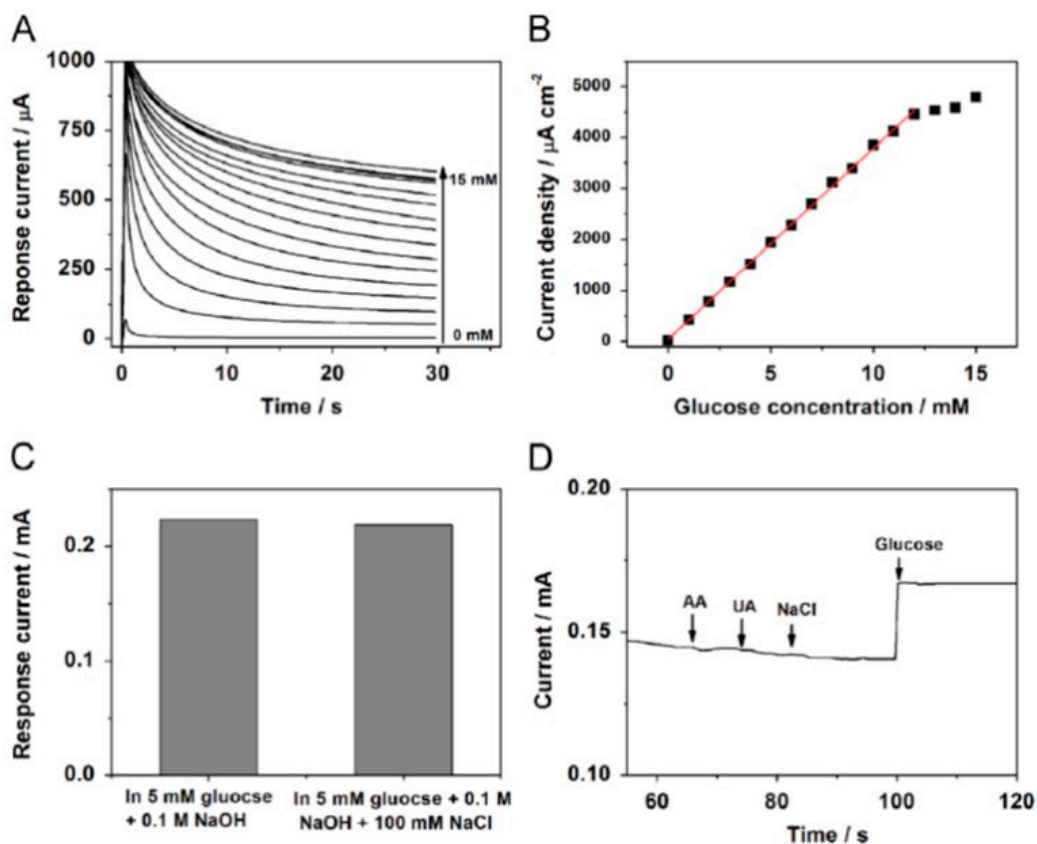 A
Reponse current / µA
1000
750
500
250
0
15 mM
0 mM
0
10
20
30
Time / s
B
Current density / µA cm⁻²
5000
4000
3000
2000
1000
0
0
5
10
15
Glucose concentration / mM
C
Response current / mA
0.2
0.1
0.0
In 5 mM gluocse
+ 0.1 M NaOH
In 5 mM glucose + 0.1 M
NaOH + 100 mM NaCl
D
Current / mA
0.20
0.15
0.10
AA
UA
NaCl
Glucose
60
80
100
120
Time / s